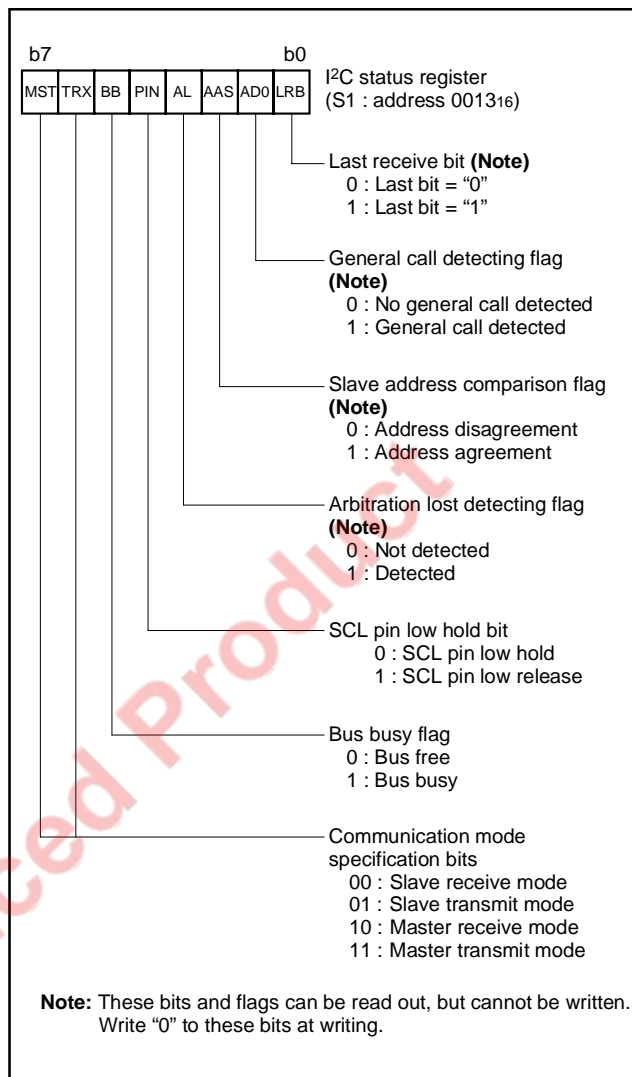 b7 b0
MST TRX BB PIN AL AAS AD0 LRB
I2C status register
(S1 : address 001316)
Last receive bit (Note)
0 : Last bit = “0”
1 : Last bit = “1”
General call detecting flag
(Note)
0 : No general call detected
1 : General call detected
Slave address comparison flag
(Note)
0 : Address disagreement
1 : Address agreement
Arbitration lost detecting flag
(Note)
0 : Not detected
1 : Detected
SCL pin low hold bit
0 : SCL pin low hold
1 : SCL pin low release
Bus busy flag
0 : Bus free
1 : Bus busy
Communication mode
specification bits
00 : Slave receive mode
01 : Slave transmit mode
10 : Master receive mode
11 : Master transmit mode
Note: These bits and flags can be read out, but cannot be written.
Write “0” to these bits at writing.
ced Product